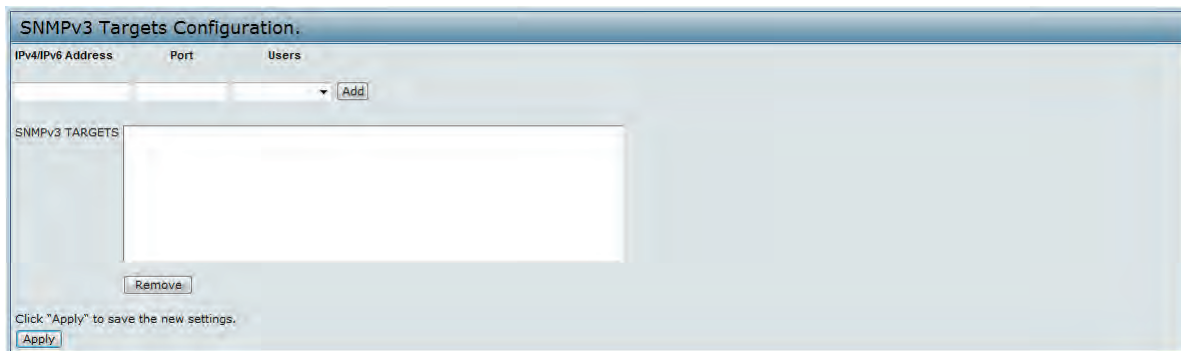 SNMPv3 Targets Configuration.
IPv4/IPv6 Address Port Users
Add
SNMPv3 TARGETS
Remove
Click "Apply" to save the new settings.
Apply